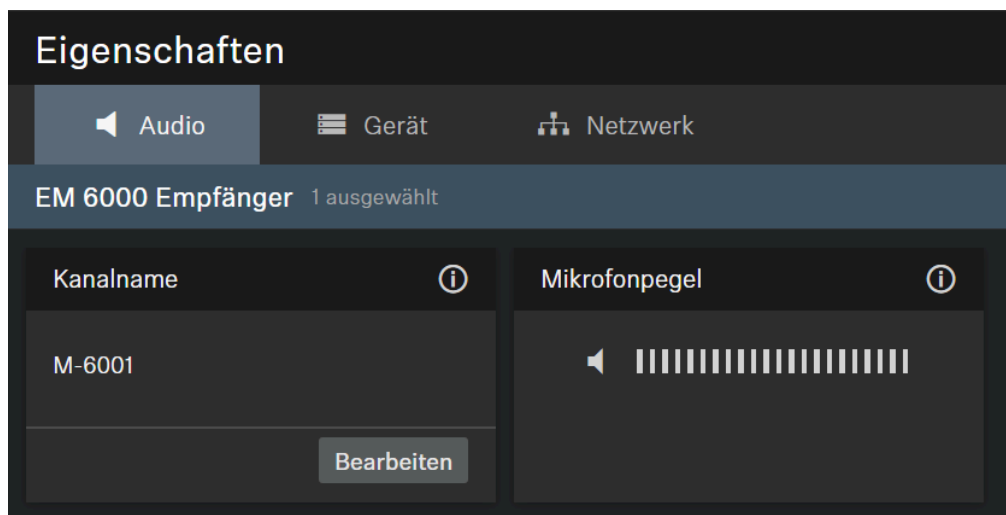 Eigenschaften
Audio
Gerät
Netzwerk
EM 6000 Empfänger 1 ausgewählt
Kanalname
Mikrofonpegel
M-6001
Bearbeiten